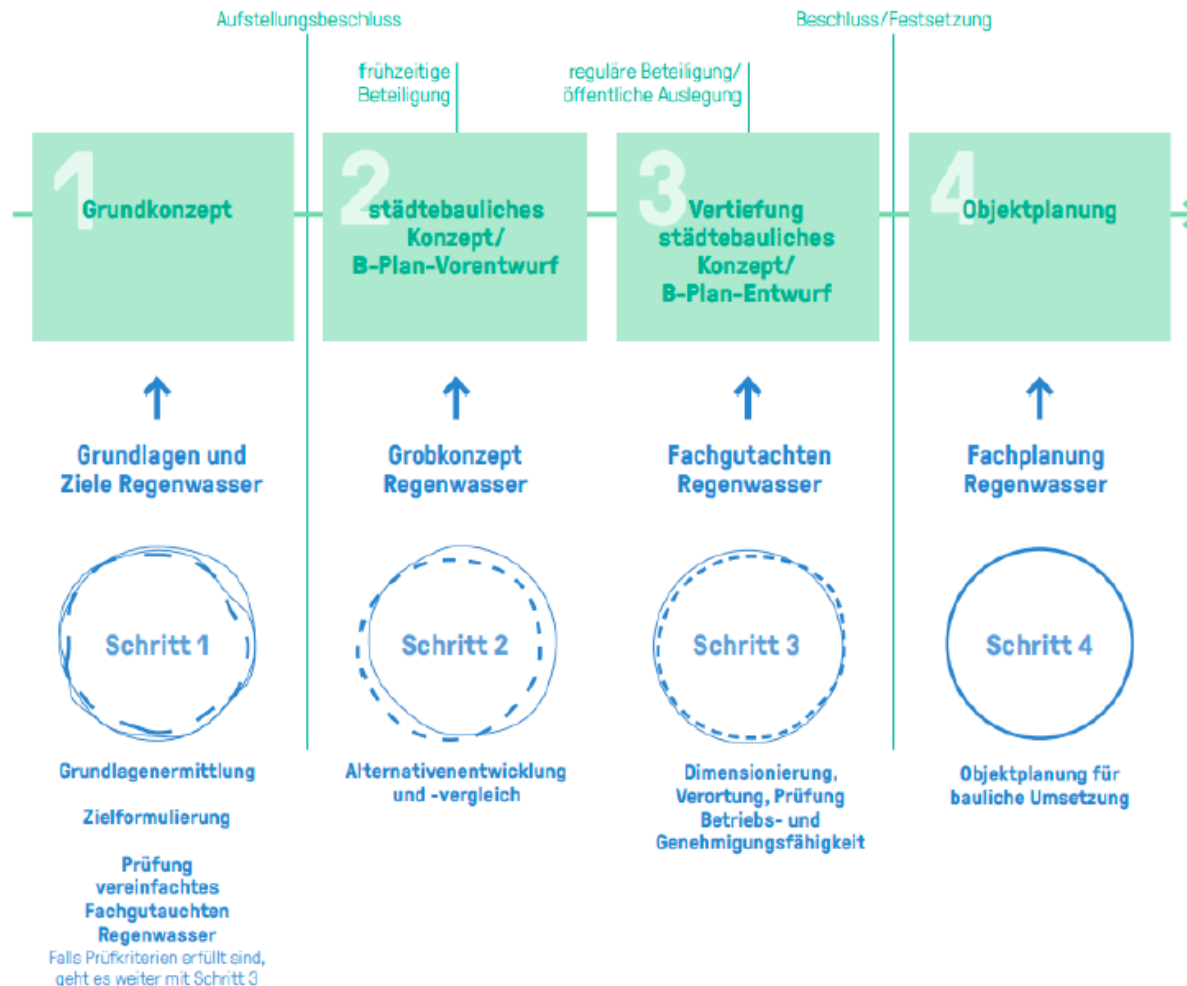 Aufstellungsbeschluss
Beschluss/Festsetzung
frühzeitige
Beteiligung
reguläre Beteiligung/
öffentliche Auslegung
1
Grundkonzept
2
städtebauliches
Konzept/
B-Plan-Vorentwurf
3
Vertiefung
städtebauliches
Konzept/
B-Plan-Entwurf
4
Objektplanung
Grundlagen und
Ziele Regenwasser
Grobkonzept
Regenwasser
Fachgutachten
Regenwasser
Fachplanung
Regenwasser
Schritt 1
Schritt 2
Schritt 3
Schritt 4
Grundlagenermittlung
Zielformulierung
Prüfung
vereinfachtes
Fachgutauchten
Regenwasser
Falls Prüfkriterien erfüllt sind,
geht es weiter mit Schritt 3
Alternativenentwicklung
und -vergleich
Dimensionierung,
Verortung, Prüfung
Betriebs- und
Genehmigungsfähigkeit
Objektplanung für
bauliche Umsetzung